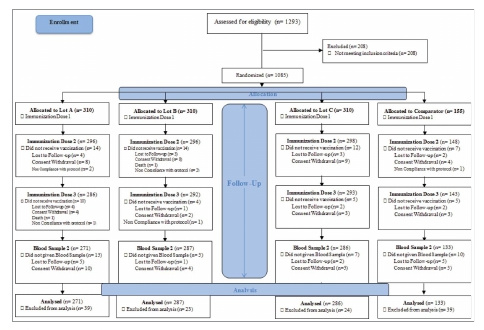 Enrollment
Assessed for eligibility (n= 1293)
Excluded (n=208)
□ Not meeting inclusion criteria (n= 208)
Randomized (n= 1085)
Allocation
Allocated to Lot A (n= 310)
□ Immunization Dose 1
Allocated to Lot B (n= 310)
□ Immunization Dose 1
Allocated to Lot C (n= 310)
□ Immunization Dose 1
Allocated to Comparator (n= 155)
□ Immunization Dose 1
Follow-Up
Immunization Dose 2 (n= 296)
□ Did not receive vaccination (n= 14)
Lost to Follow-up (n= 4)
Consent Withdrawal (n= 8)
Non Compliance with protocol (n= 2)
Immunization Dose 2 (n= 296)
□ Did not receive vaccination (n= 14)
Lost to Follow-up (n= 3)
Consent Withdrawal (n= 8)
Death (n= 1)
Non Compliance with protocol (n= 2)
Immunization Dose 2 (n= 298)
□ Did not receive vaccination (n= 12)
Lost to Follow-up (n= 3)
Consent Withdrawal (n= 9)
Immunization Dose 2 (n= 148)
□ Did not receive vaccination (n= 7)
Lost to Follow-up (n= 2)
Consent Withdrawal (n= 4)
Non Compliance with protocol (n= 1)
Immunization Dose 3 (n= 286)
□ Did not receive vaccination (n= 10)
Lost to Follow-up (n= 4)
Consent Withdrawal (n= 4)
Death (n= 1)
Non Compliance with protocol (n= 1)
Immunization Dose 3 (n= 292)
□ Did not receive vaccination (n= 4)
Lost to Follow-up (n= 1)
Consent Withdrawal (n= 2)
Non Compliance with protocol (n= 1)
Immunization Dose 3 (n= 293)
□ Did not receive vaccination (n= 5)
Lost to Follow-up (n= 2)
Consent Withdrawal (n= 3)
Immunization Dose 3 (n= 143)
□ Did not receive vaccination (n= 5)
Lost to Follow-up (n= 2)
Consent Withdrawal (n= 3)
Blood Sample 2 (n= 271)
□ Did not given Blood Sample (n= 15)
Lost to Follow-up (n= 5)
Consent Withdrawal (n= 10)
Blood Sample 2 (n= 287)
□ Did not given Blood Sample (n= 5)
Lost to Follow-up (n= 1)
Consent Withdrawal (n= 4)
Blood Sample 2 (n= 286)
□ Did not given Blood Sample (n= 7)
Lost to Follow-up (n= 2)
Consent Withdrawal (n= 5)
Blood Sample 2 (n= 133)
□ Did not given Blood Sample (n= 10)
Lost to Follow-up (n= 5)
Consent Withdrawal (n= 5)
Analysis
Analysed (n= 271)
□ Excluded from analysis (n= 39)
Analysed (n= 287)
□ Excluded from analysis (n= 23)
Analysed (n= 286)
□ Excluded from analysis (n= 24)
Analysed (n= 133)
□ Excluded from analysis (n= 39)